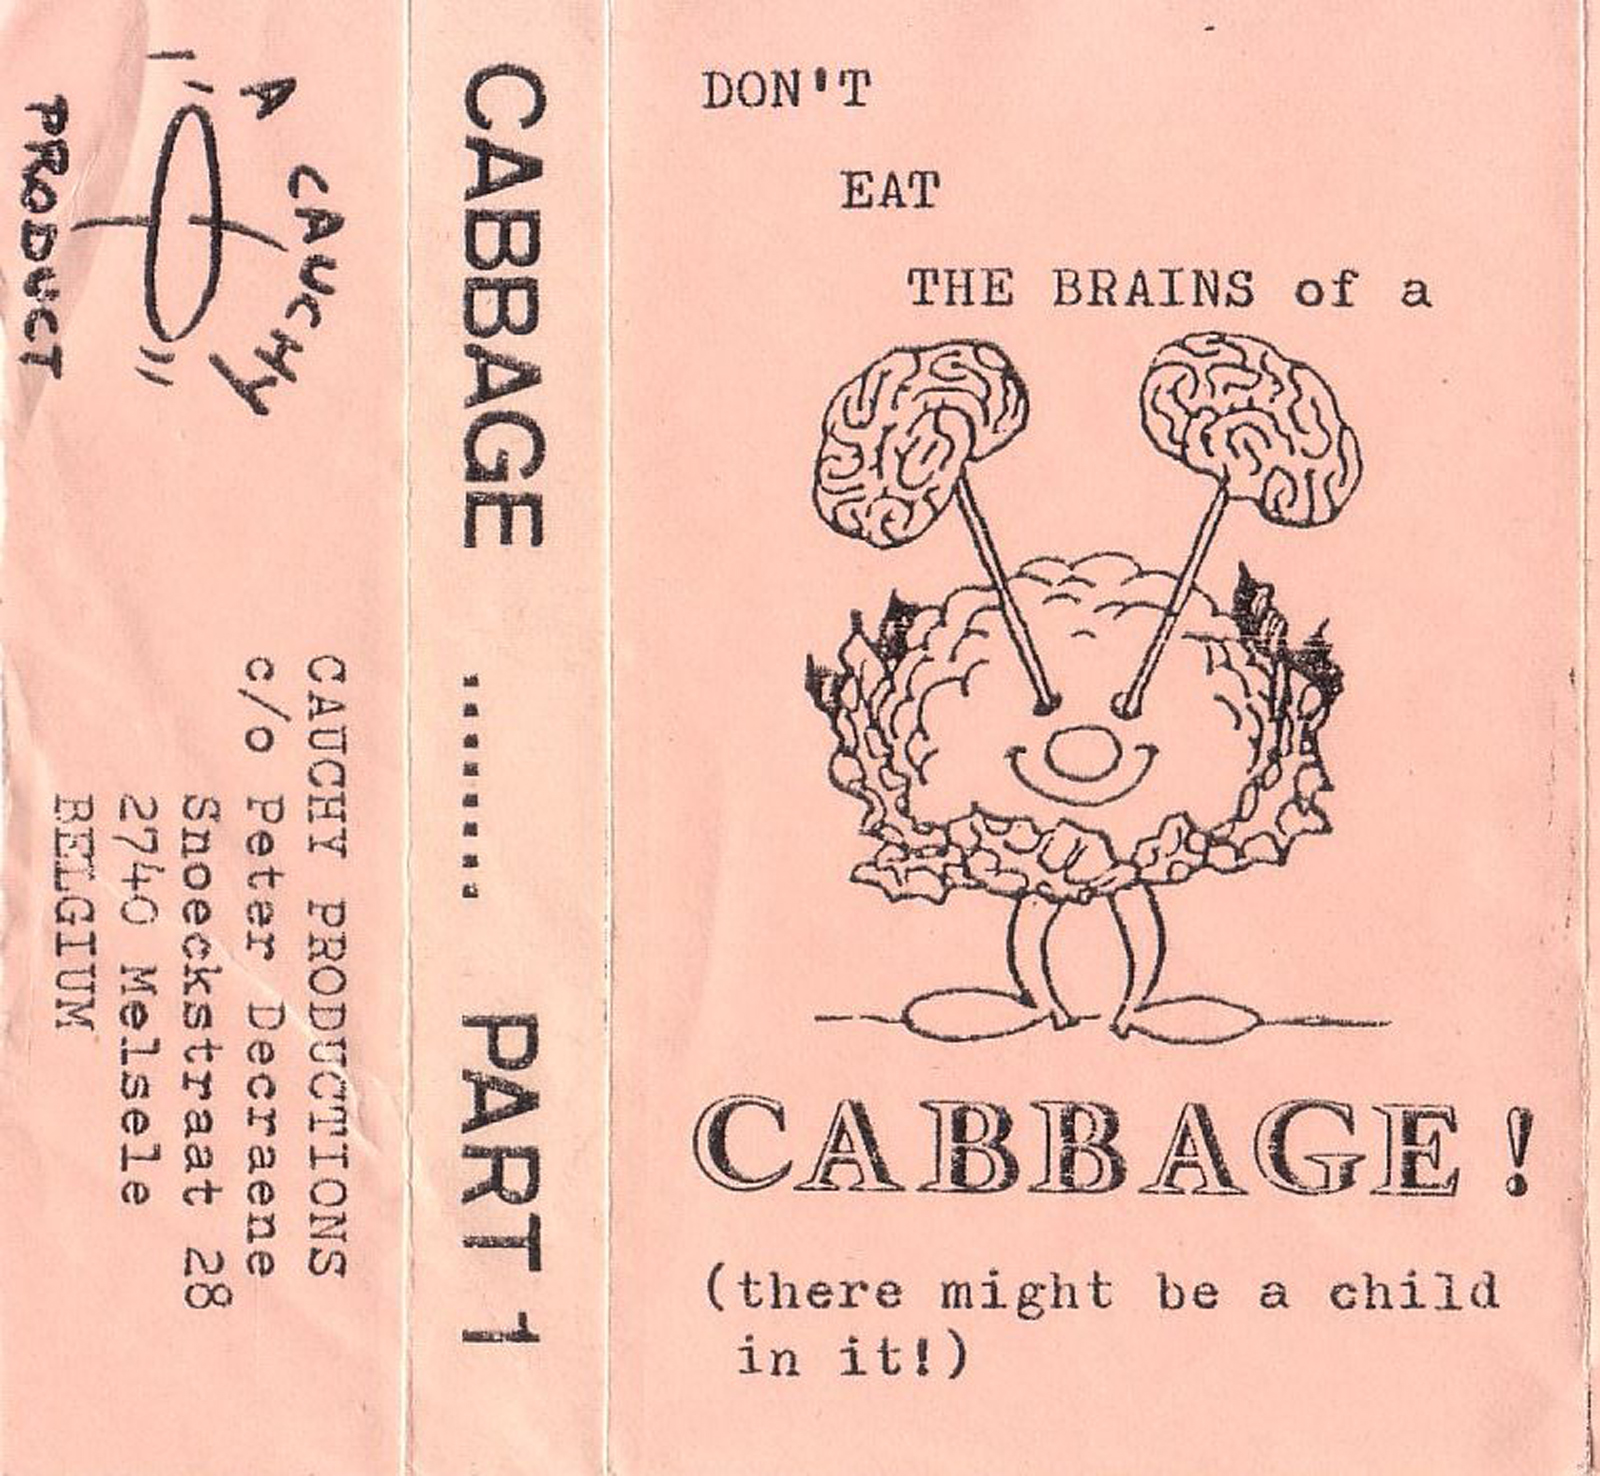 DON'T
EAT
THE BRAINS of a
CABBAGE!
(there might be a child
in it!)
CABBAGE ........ PART 1
A CAUCHY
PRODUCT
CAUCHY PRODUCTIONS
c/o Peter Decraene
Snoeckstraat 28
2740 Melsele
BELGIUM